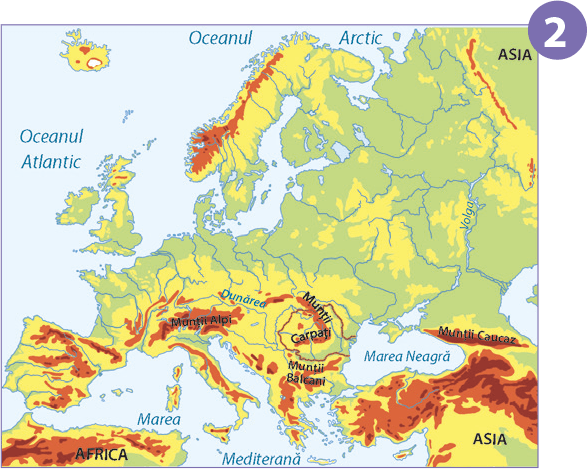 2
Oceanul Arctic
ASIA
Oceanul
Atlantic
Volga
Dunărea
Munții
Carpați
Munții Alpi
Munții Caucaz
Marea Neagră
Munții
Balcani
Marea
Mediterană
AFRICA
ASIA